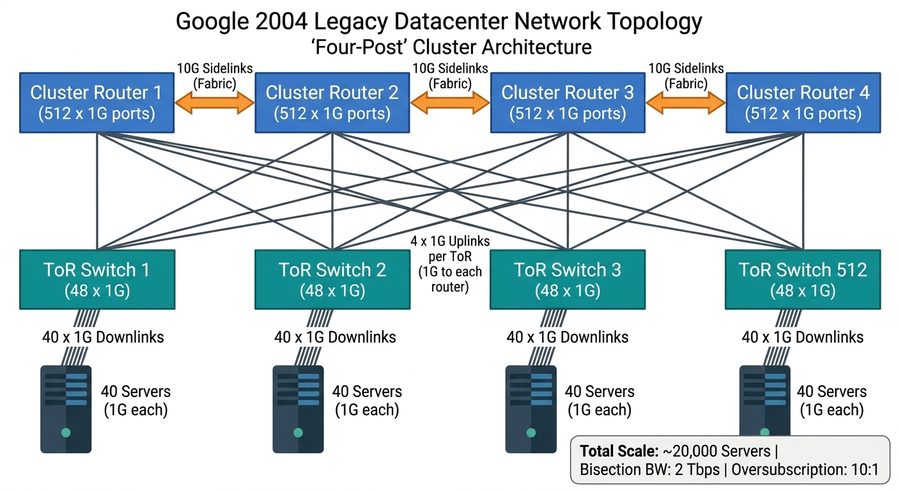 Google 2004 Legacy Datacenter Network Topology
‘Four-Post’ Cluster Architecture
10G Sidelinks
(Fabric)
10G Sidelinks
(Fabric)
10G Sidelinks
(Fabric)
Cluster Router 1
(512 x 1G ports)
Cluster Router 2
(512 x 1G ports)
Cluster Router 3
(512 x 1G ports)
Cluster Router 4
(512 x 1G ports)
4 x 1G Uplinks
per ToR
(1G to each
router)
ToR Switch 1
(48 x 1G)
ToR Switch 2
(48 x 1G)
ToR Switch 3
(48 x 1G)
ToR Switch 512
(48 x 1G)
40 x 1G Downlinks
40 x 1G Downlinks
40 x 1G Downlinks
40 x 1G Downlinks
40 Servers
(1G each)
40 Servers
(1G each)
40 Servers
(1G each)
40 Servers
(1G each)
Total Scale: ~20,000 Servers |
Bisection BW: 2 Tbps | Oversubscription: 10:1